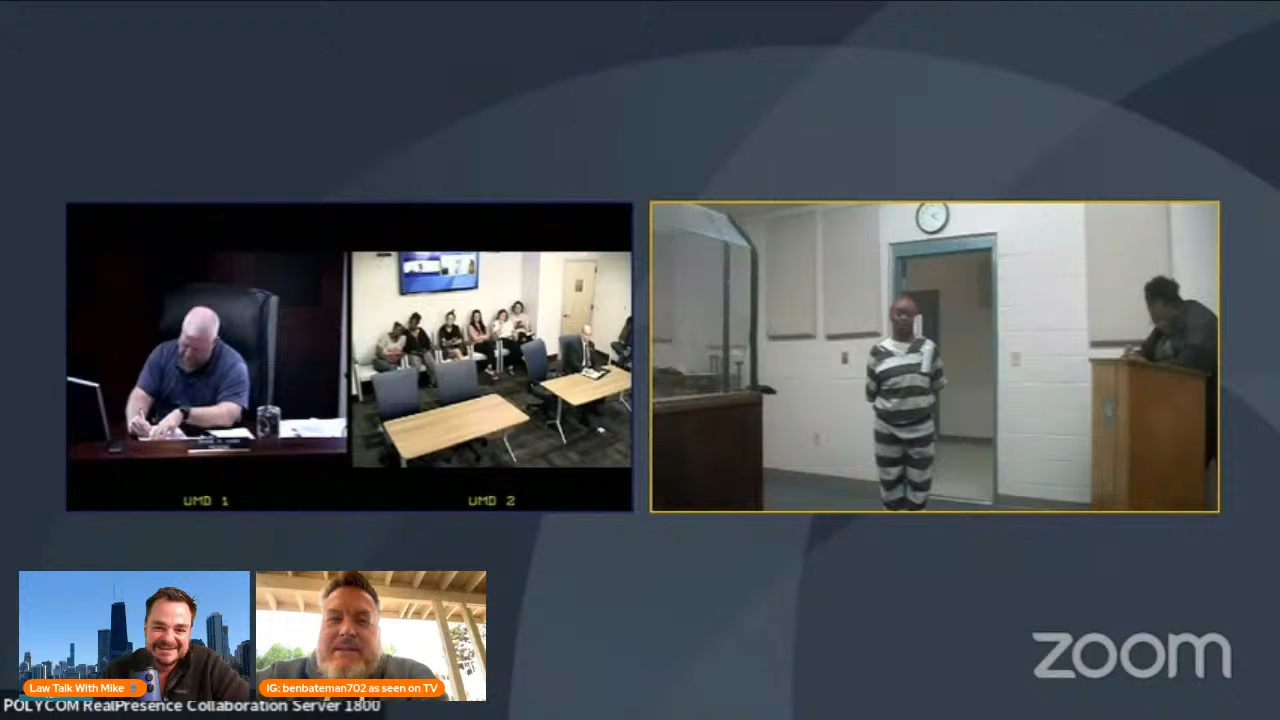 UMD 1
UMD 2
Law Talk With Mike
IG: benbateman702 as seen on TV
zoom
POLYCOM RealPresence Collaboration Server 1800